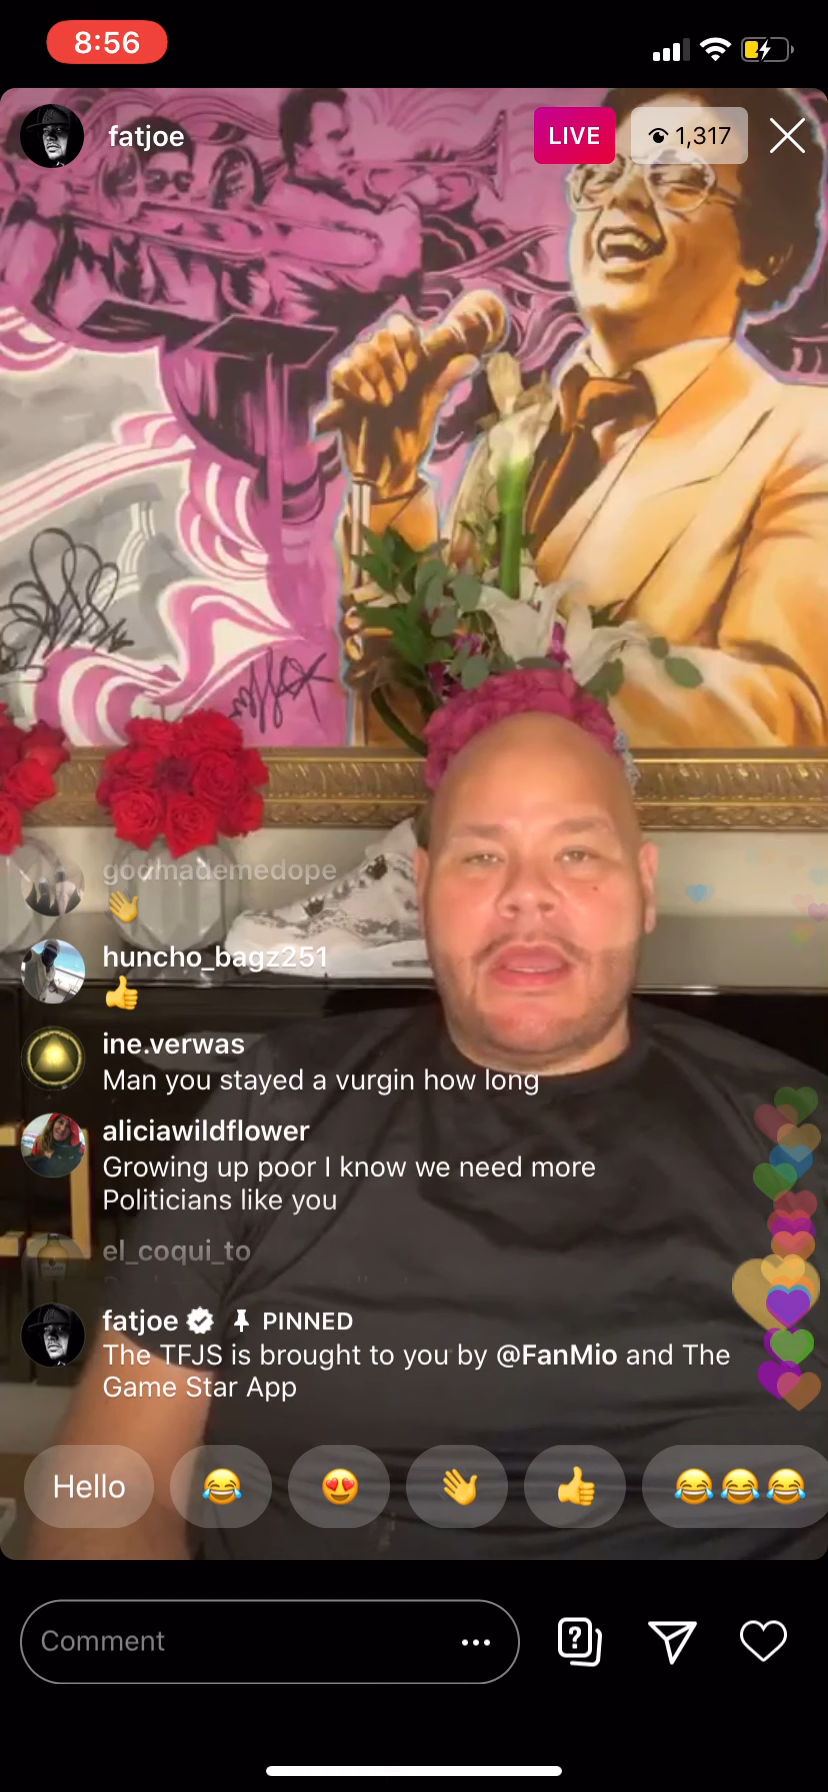 8:56
fatjoe
LIVE
1,317
godmademedope
👋
huncho_bagz251
👍
ine.verwas
Man you stayed a vurgin how long
aliciawildflower
Growing up poor I know we need more
Politicians like you
el_coqui_to
fatjoe PINNED
The TFJS is brought to you by @FanMio and The
Game Star App
Hello 😂 😍 👋 👍 😂😂😂
Comment